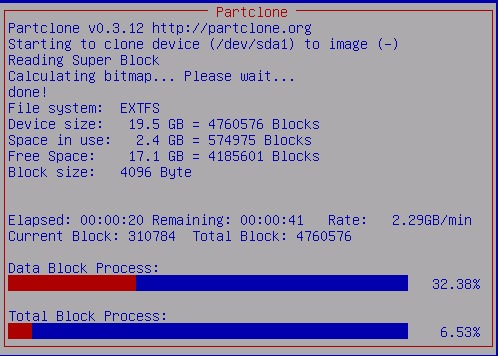 Partclone
Partclone v0.3.12 http://partclone.org
Starting to clone device (/dev/sda1) to image (-)
Reading Super Block
Calculating bitmap... Please wait...
done!
File system:  EXTFS
Device size:   19.5 GB = 4760576 Blocks
Space in use:   2.4 GB = 574975 Blocks
Free Space:    17.1 GB = 4185601 Blocks
Block size:   4096 Byte
Elapsed: 00:00:20 Remaining: 00:00:41   Rate:   2.29GB/min
Current Block: 310784  Total Block: 4760576
Data Block Process:
32.38%
Total Block Process:
6.53%